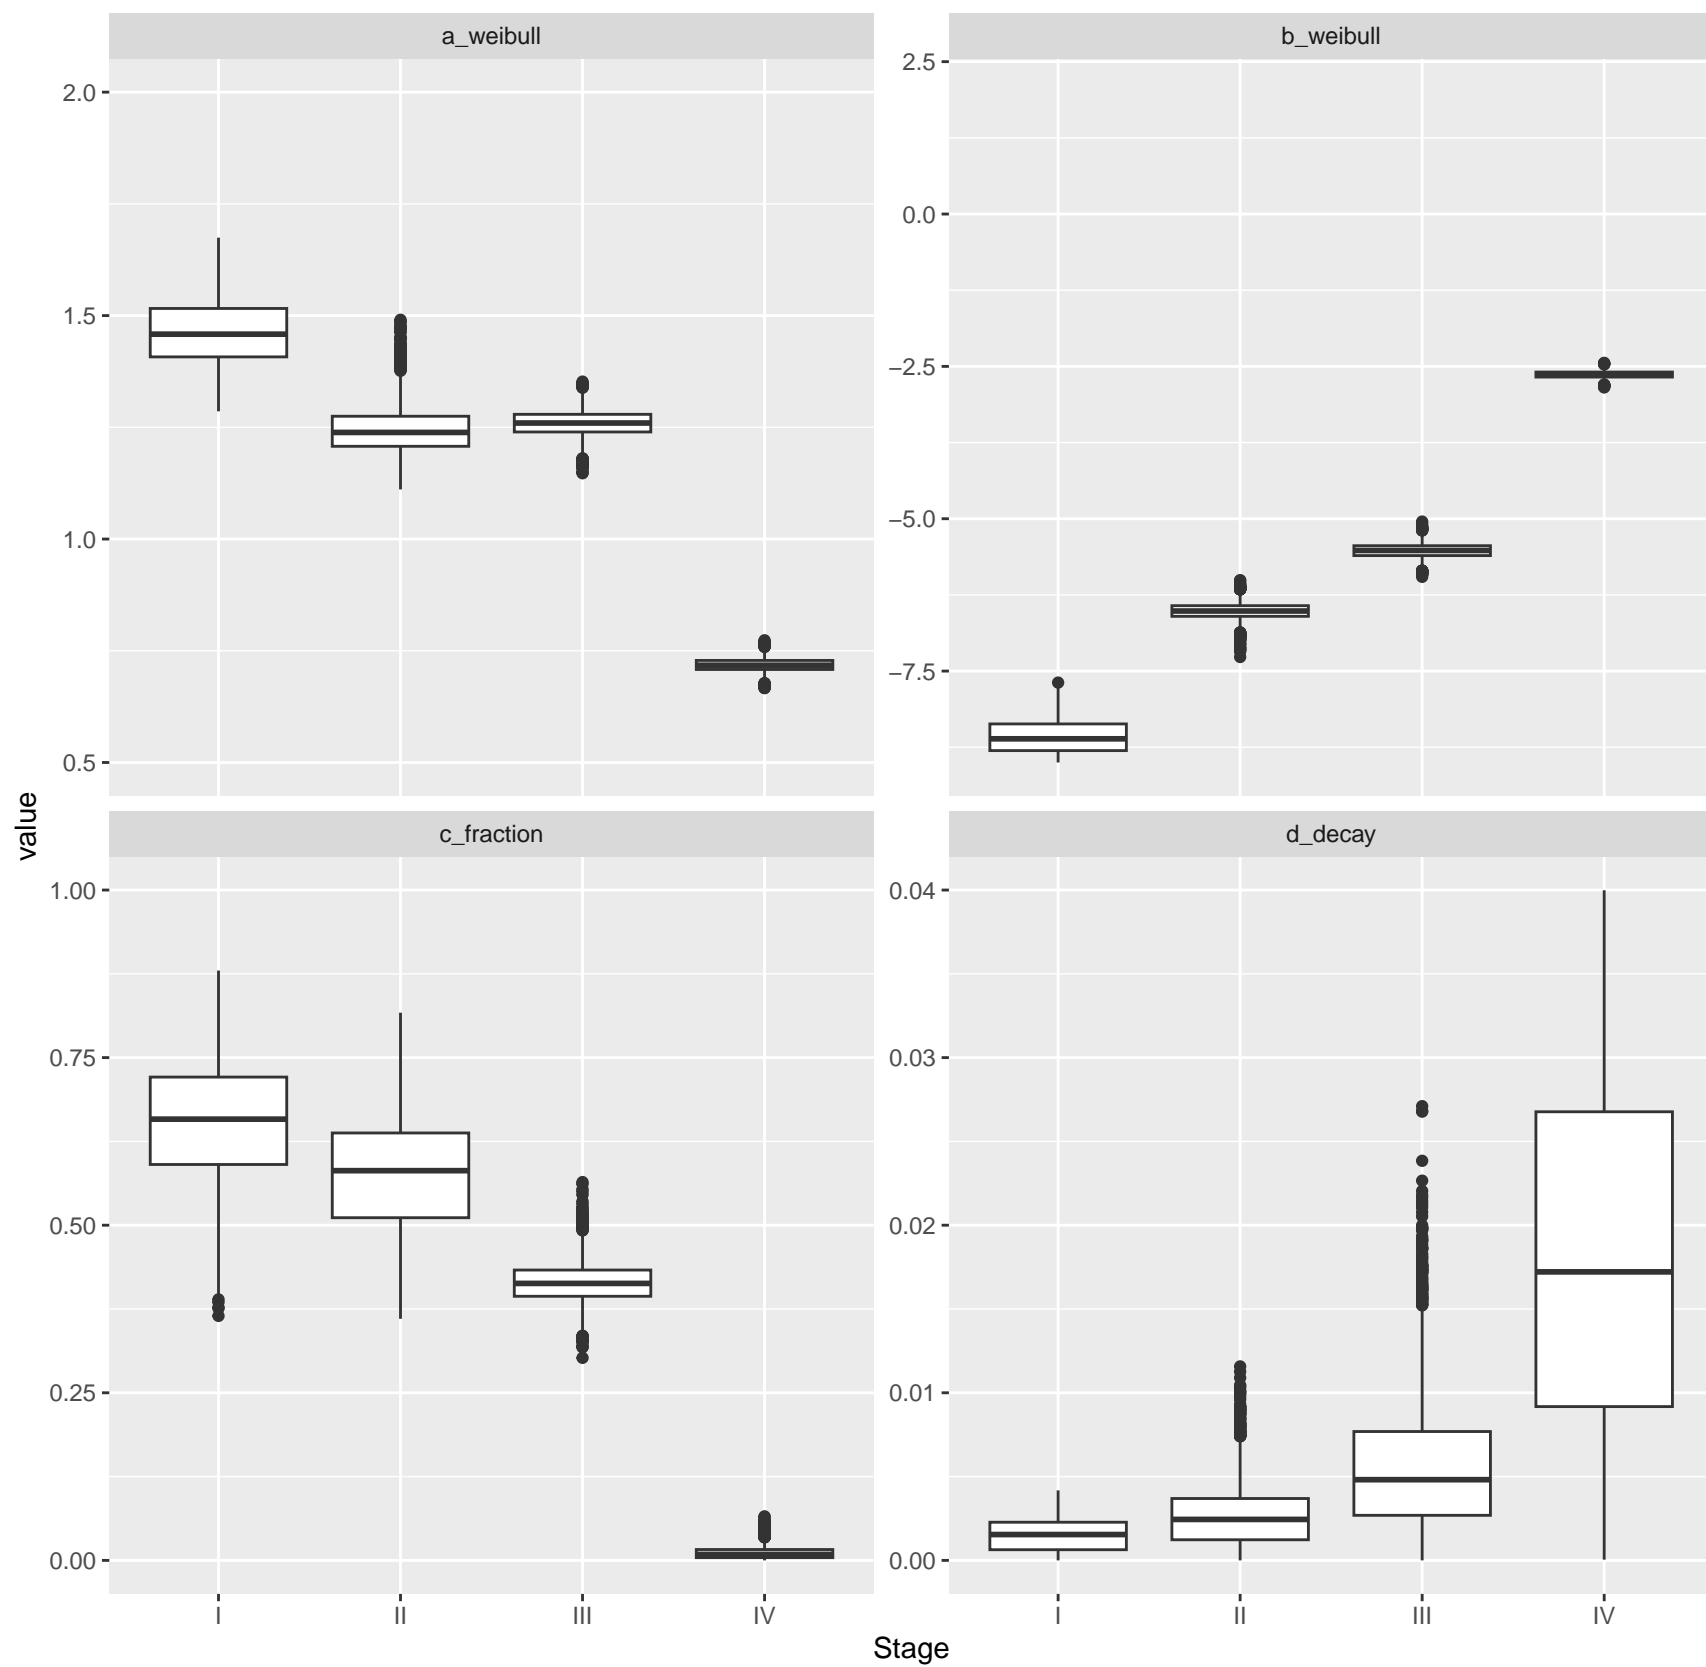 a_weibull
b_weibull
2.0
1.5
1.0
0.5
2.5
0.0
−2.5
−5.0
−7.5
value
c_fraction
d_decay
1.00
0.75
0.50
0.25
0.00
0.04
0.03
0.02
0.01
0.00
I II III IV
I II III IV
Stage